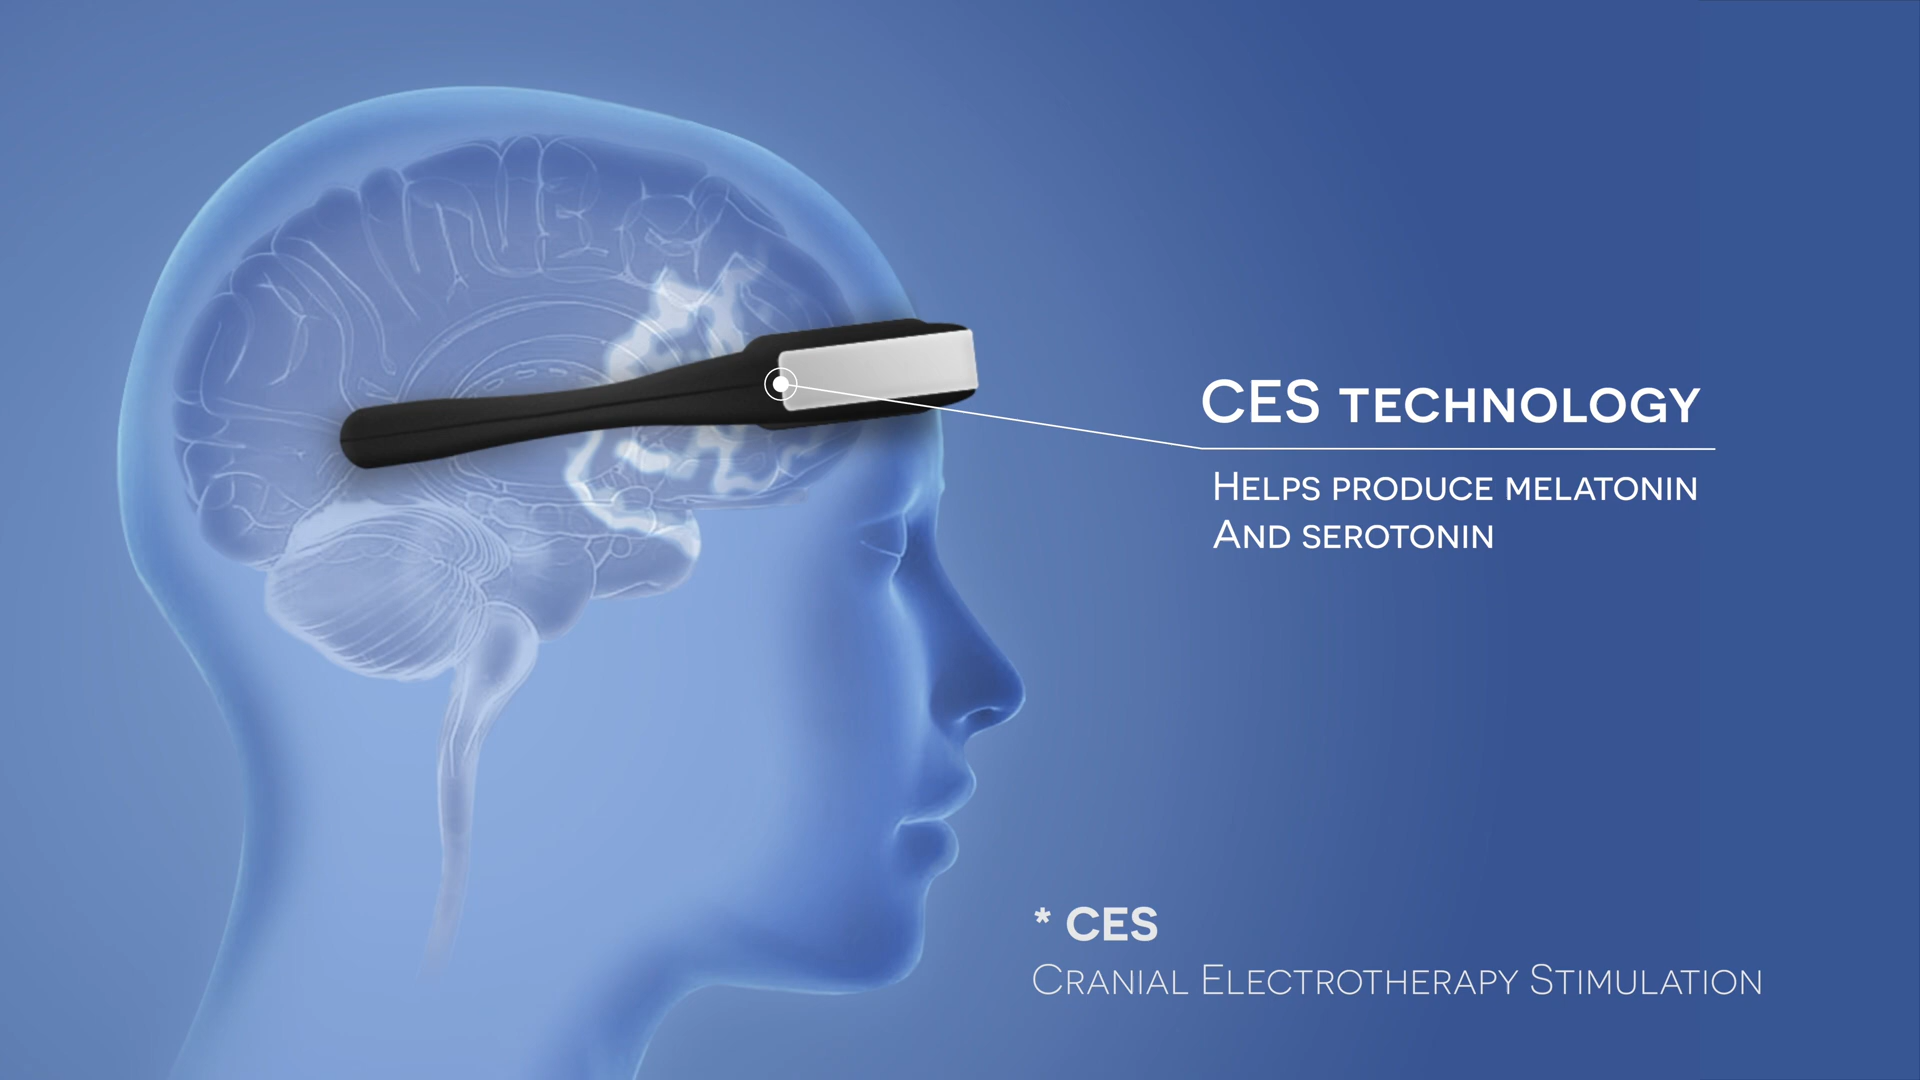 CES TECHNOLOGY
HELPS PRODUCE MELATONIN
AND SEROTONIN
* CES
CRANIAL ELECTROTHERAPY STIMULATION